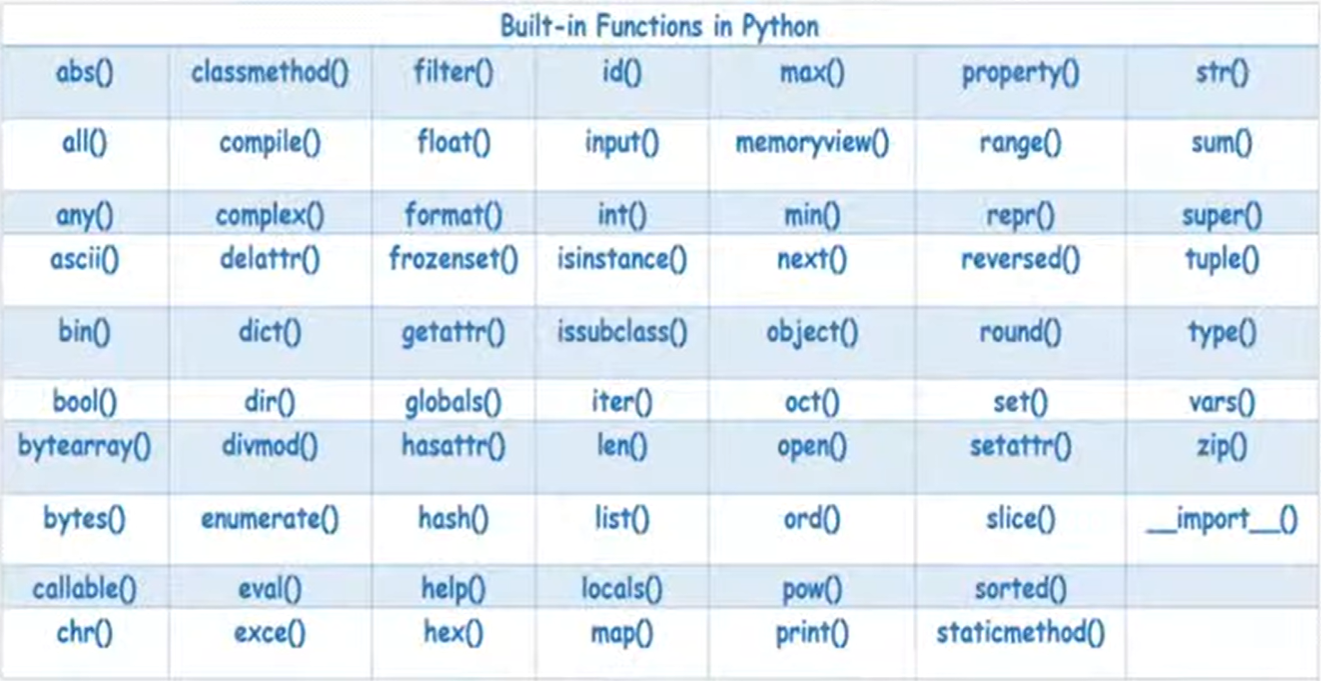 Built-in Functions in Python
abs() classmethod() filter() id() max() property() str()
all() compile() float() input() memoryview() range() sum()
any() complex() format() int() min() repr() super()
ascii() delattr() frozenset() isinstance() next() reversed() tuple()
bin() dict() getattr() issubclass() object() round() type()
bool() dir() globals() iter() oct() set() vars()
bytearray() divmod() hasattr() len() open() setattr() zip()
bytes() enumerate() hash() list() ord() slice() __import__()
callable() eval() help() locals() pow() sorted()
chr() exce() hex() map() print() staticmethod()